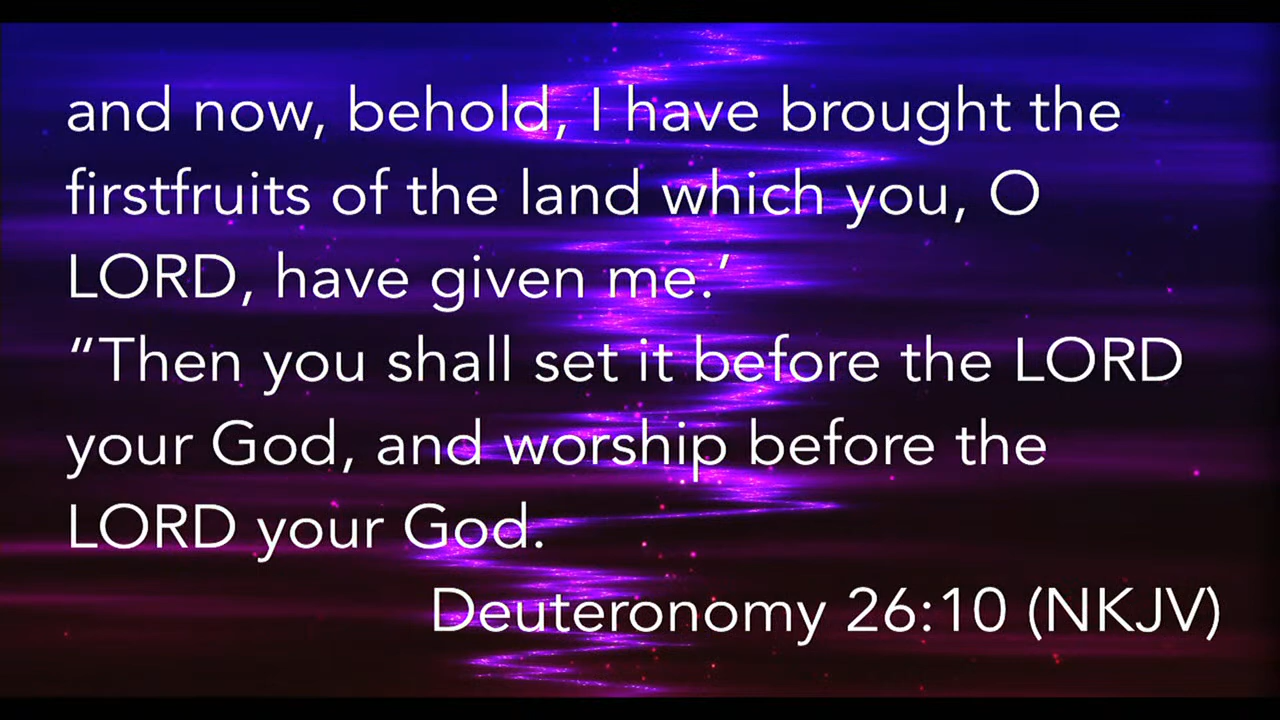 and now, behold, I have brought the
firstfruits of the land which you, O
LORD, have given me.’
“Then you shall set it before the LORD
your God, and worship before the
LORD your God.
Deuteronomy 26:10 (NKJV)